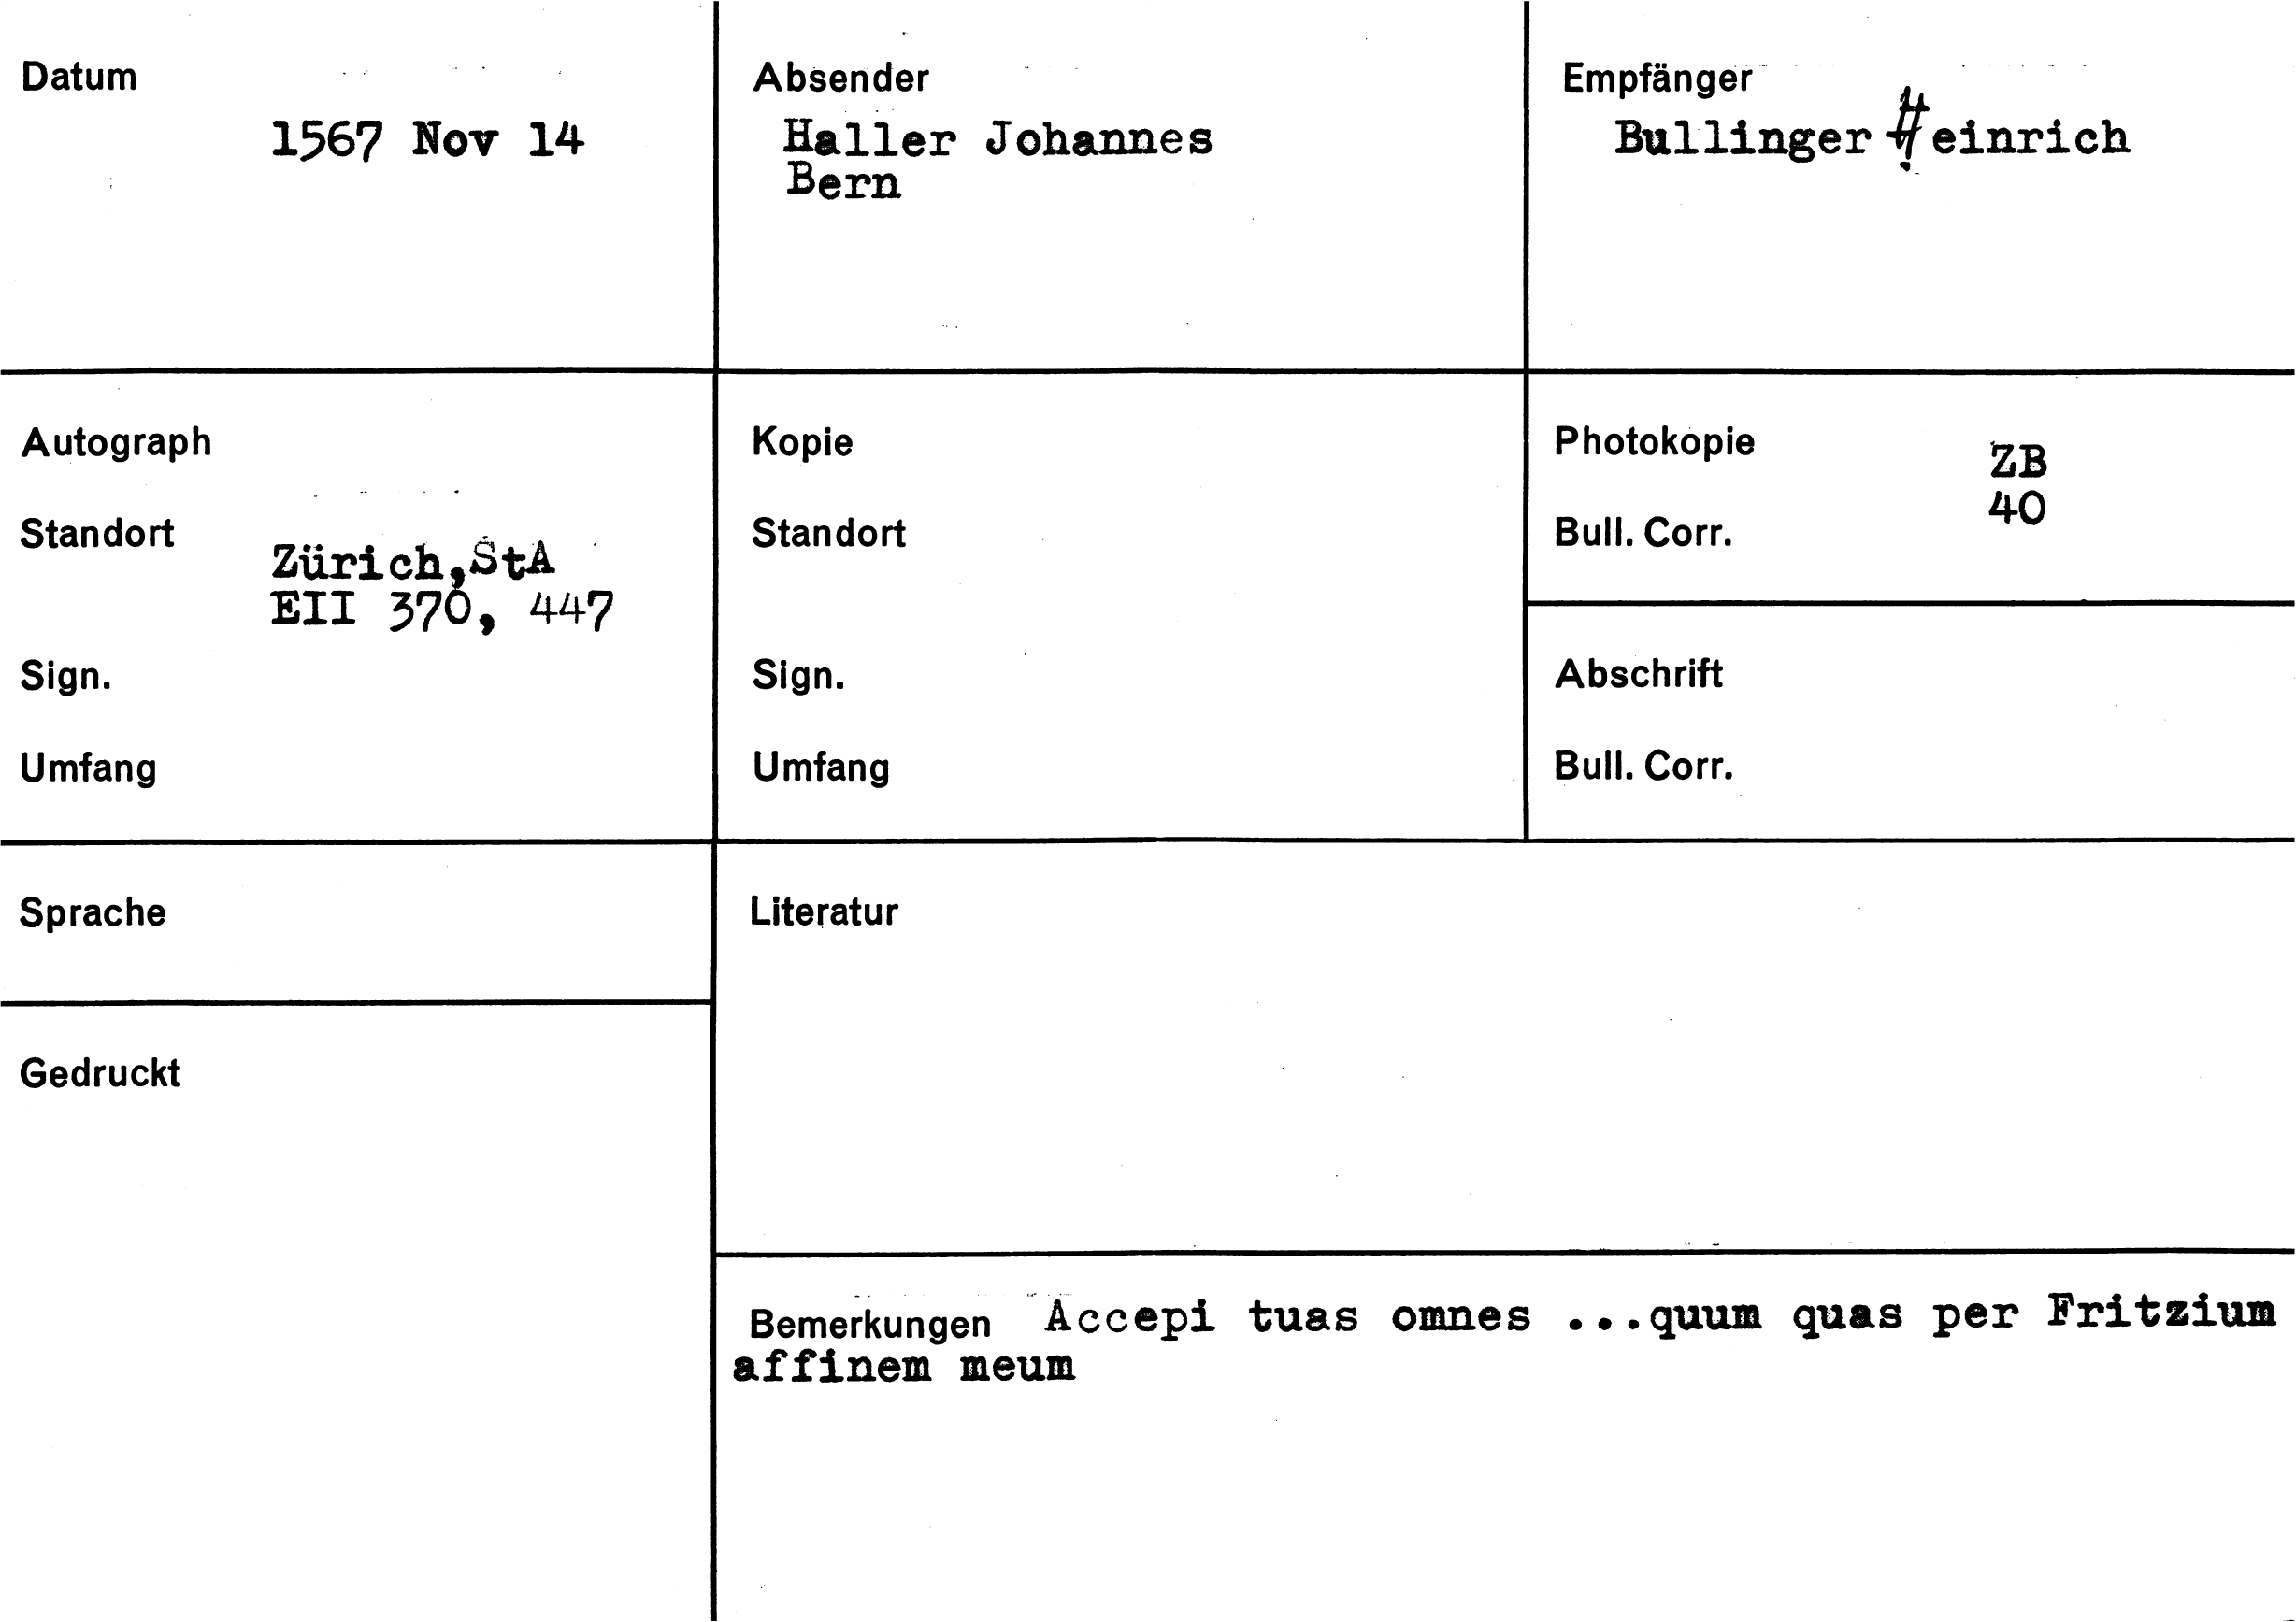 Datum
1567 Nov 14
Absender
Haller Johannes
Bern
Empfänger
Bullinger Heinrich
Autograph
Standort
Zürich,StA
EII 370, 447
Sign.
Umfang
Kopie
Standort
Sign.
Umfang
Photokopie
ZB
40
Bull. Corr.
Abschrift
Bull. Corr.
Sprache
Literatur
Gedruckt
Bemerkungen Accepi tuas omnes ...quum quas per Fritzium
affinem meum